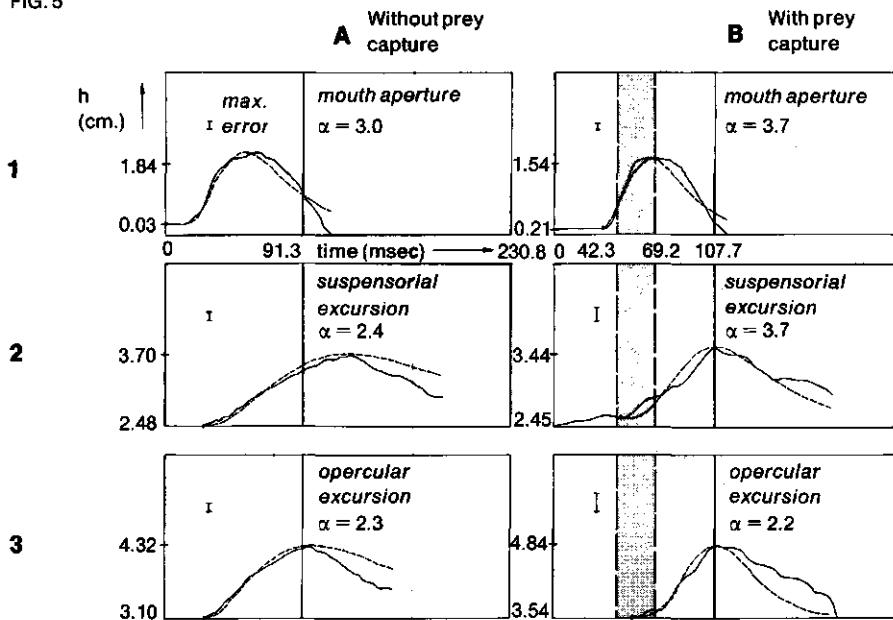 FIG. 5
A Without prey capture
B With prey capture
h (cm.)
max. error
mouth aperture
α = 3.0
mouth aperture
α = 3.7
1
1.84
0.03
1.54
0.21
0 91.3 time (msec) 230.8
0 42.3 69.2 107.7
suspensorial
excursion
α = 2.4
suspensorial
excursion
α = 3.7
2
3.70
2.48
3.44
2.45
opercular
excursion
α = 2.3
opercular
excursion
α = 2.2
3
4.32
3.10
4.84
3.54